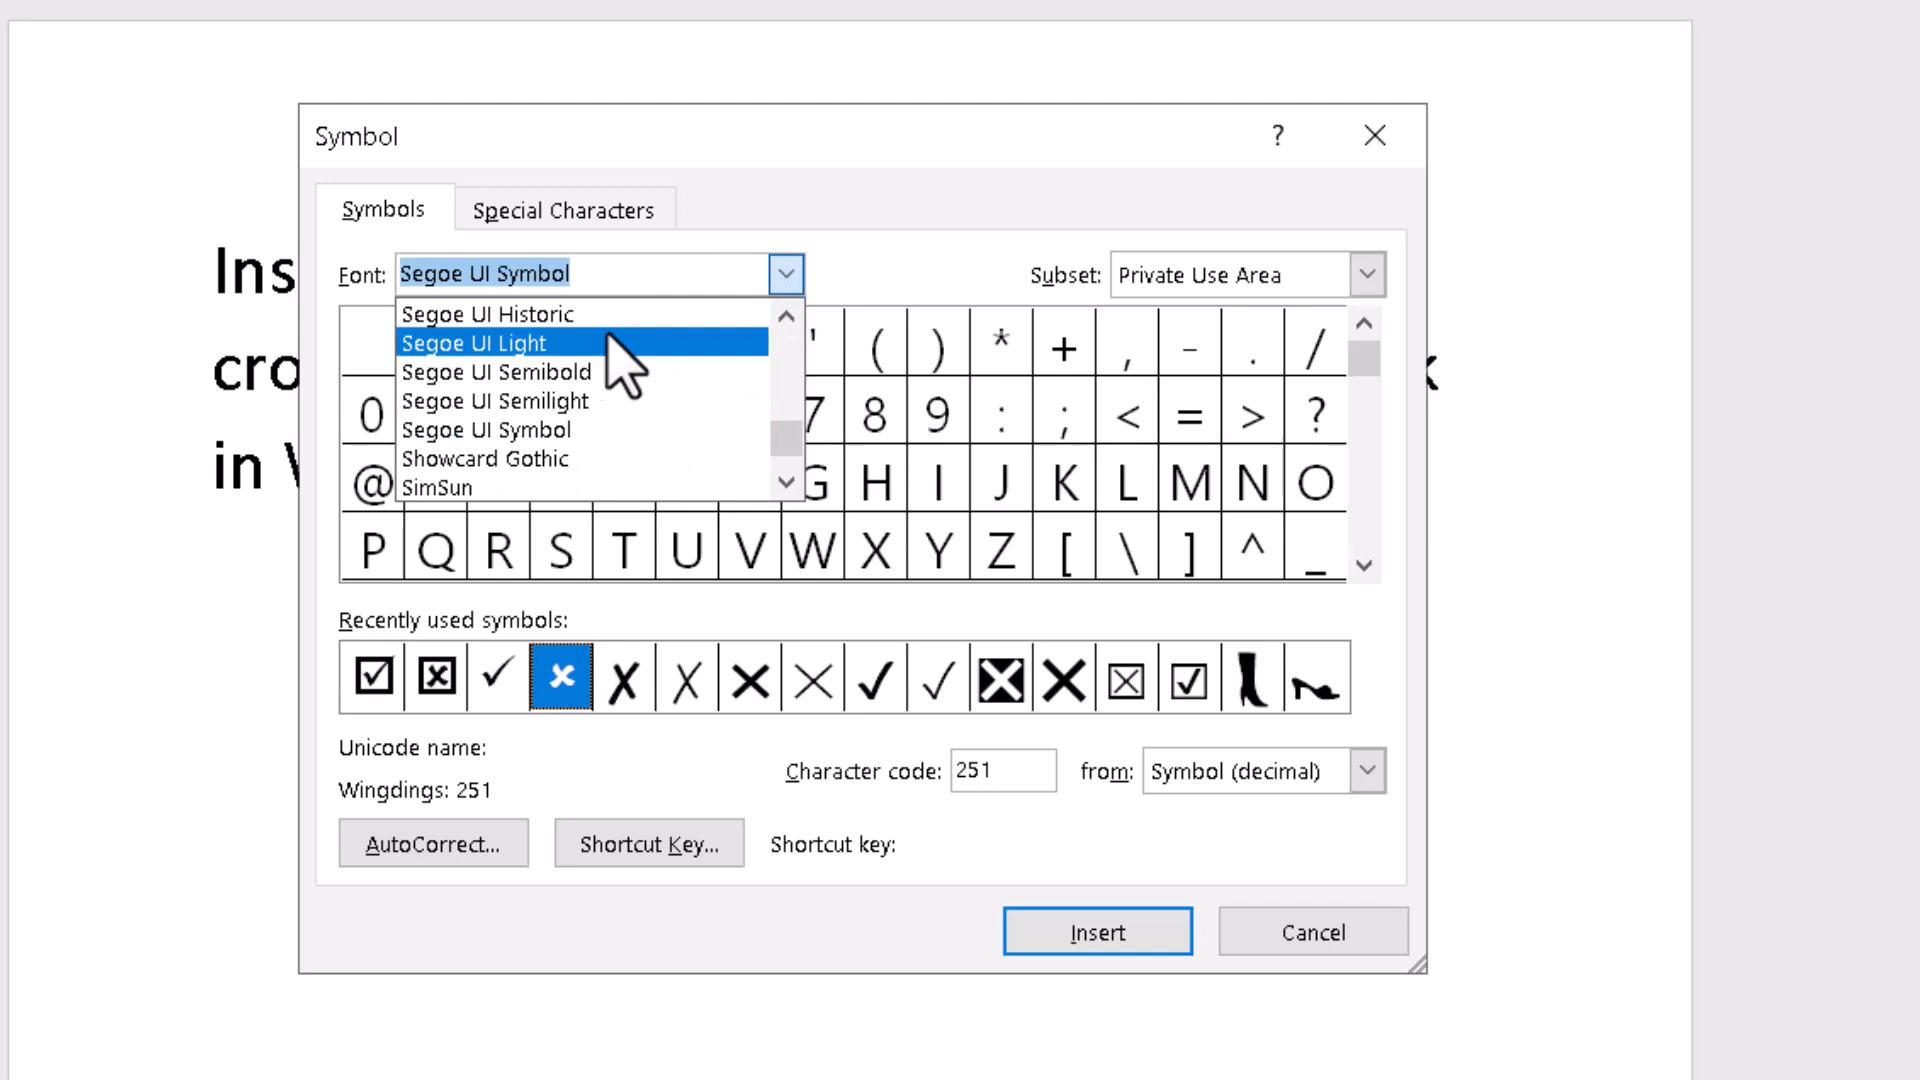 Symbol ?
Symbols Special Characters
Ins
cro
in
Font: Segoe UI Symbol Subset: Private Use Area
Segoe UI Historic
Segoe UI Light
Segoe UI Semibold
Segoe UI Semilight
Segoe UI Symbol
Showcard Gothic
SimSun
' ( ) * + , - . /
0 7 8 9 : ; < = > ?
@ G H I J K L M N O
P Q R S T U V W X Y Z [ \ ] ^ _
Recently used symbols:
☑ 🗷 ✓ 🗴 ✗ ✗ ✕ ✕ ✔ ✓ ✕ ☒ ☑
Unicode name:
Wingdings: 251
Character code: 251 from: Symbol (decimal)
AutoCorrect... Shortcut Key... Shortcut key:
Insert Cancel